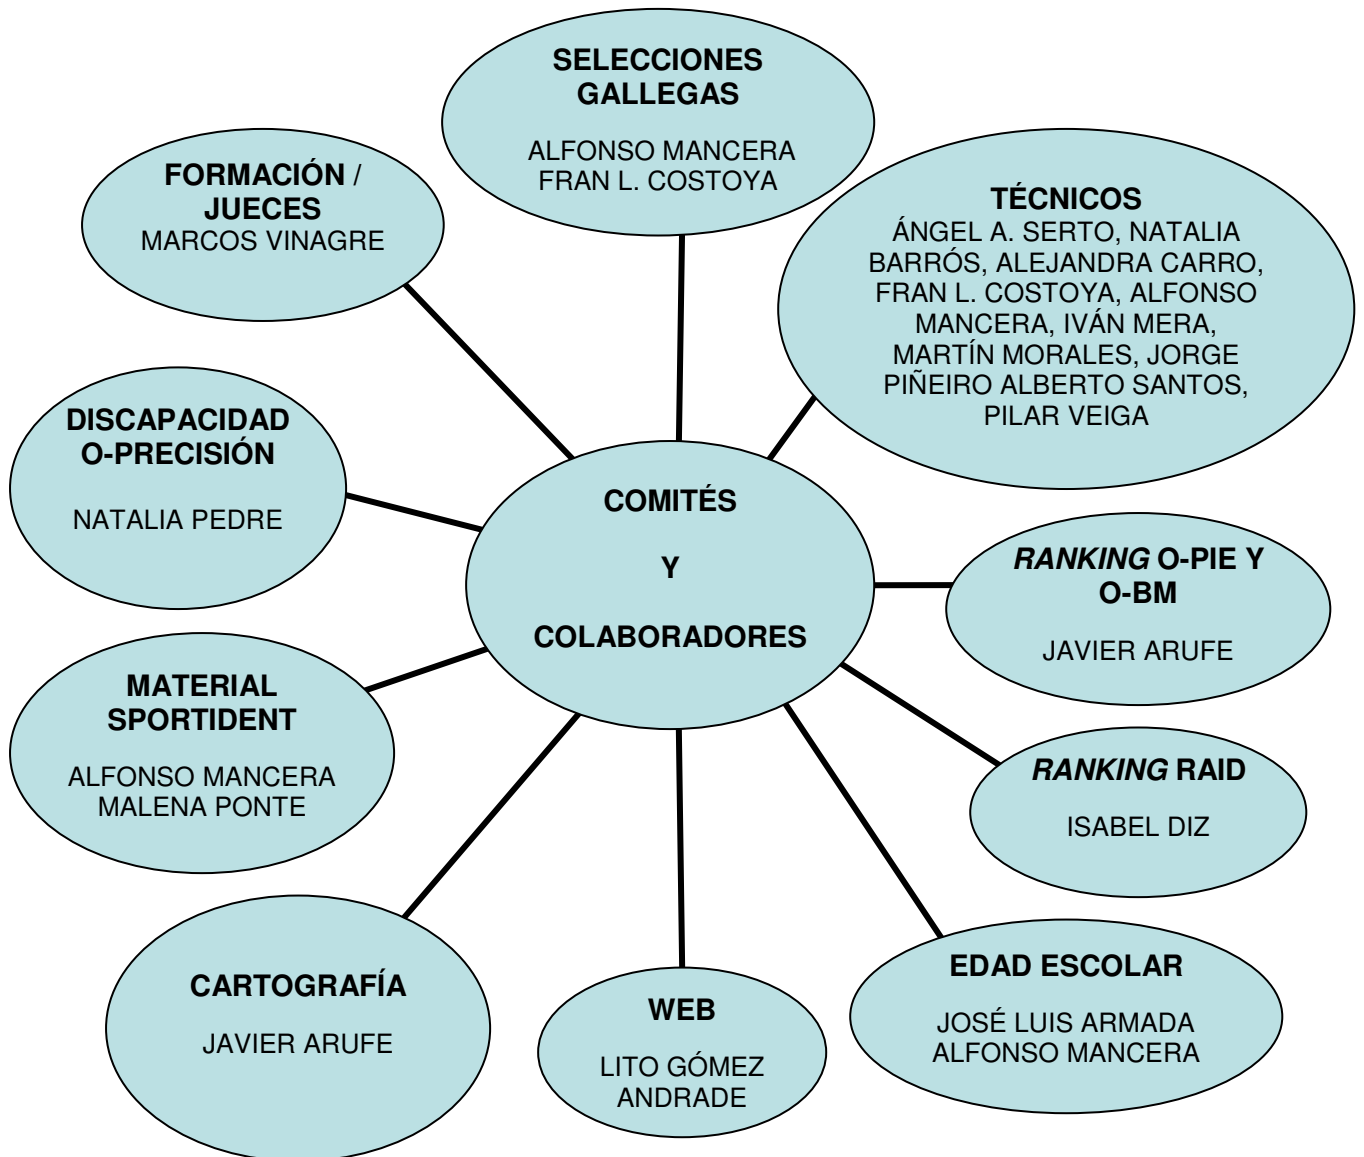 SELECCIONES
GALLEGAS
ALFONSO MANCERA
FRAN L. COSTOYA
FORMACIÓN /
JUECES
MARCOS VINAGRE
TÉCNICOS
ÁNGEL A. SERTO, NATALIA
BARRÓS, ALEJANDRA CARRO,
FRAN L. COSTOYA, ALFONSO
MANCERA, IVÁN MERA,
MARTÍN MORALES, JORGE
PIÑEIRO ALBERTO SANTOS,
PILAR VEIGA
DISCAPACIDAD
O-PRECISIÓN
NATALIA PEDRE
COMITÉS
Y
COLABORADORES
RANKING O-PIE Y
O-BM
JAVIER ARUFE
MATERIAL
SPORTIDENT
ALFONSO MANCERA
MALENA PONTE
RANKING RAID
ISABEL DIZ
CARTOGRAFÍA
JAVIER ARUFE
WEB
LITO GÓMEZ
ANDRADE
EDAD ESCOLAR
JOSÉ LUIS ARMADA
ALFONSO MANCERA